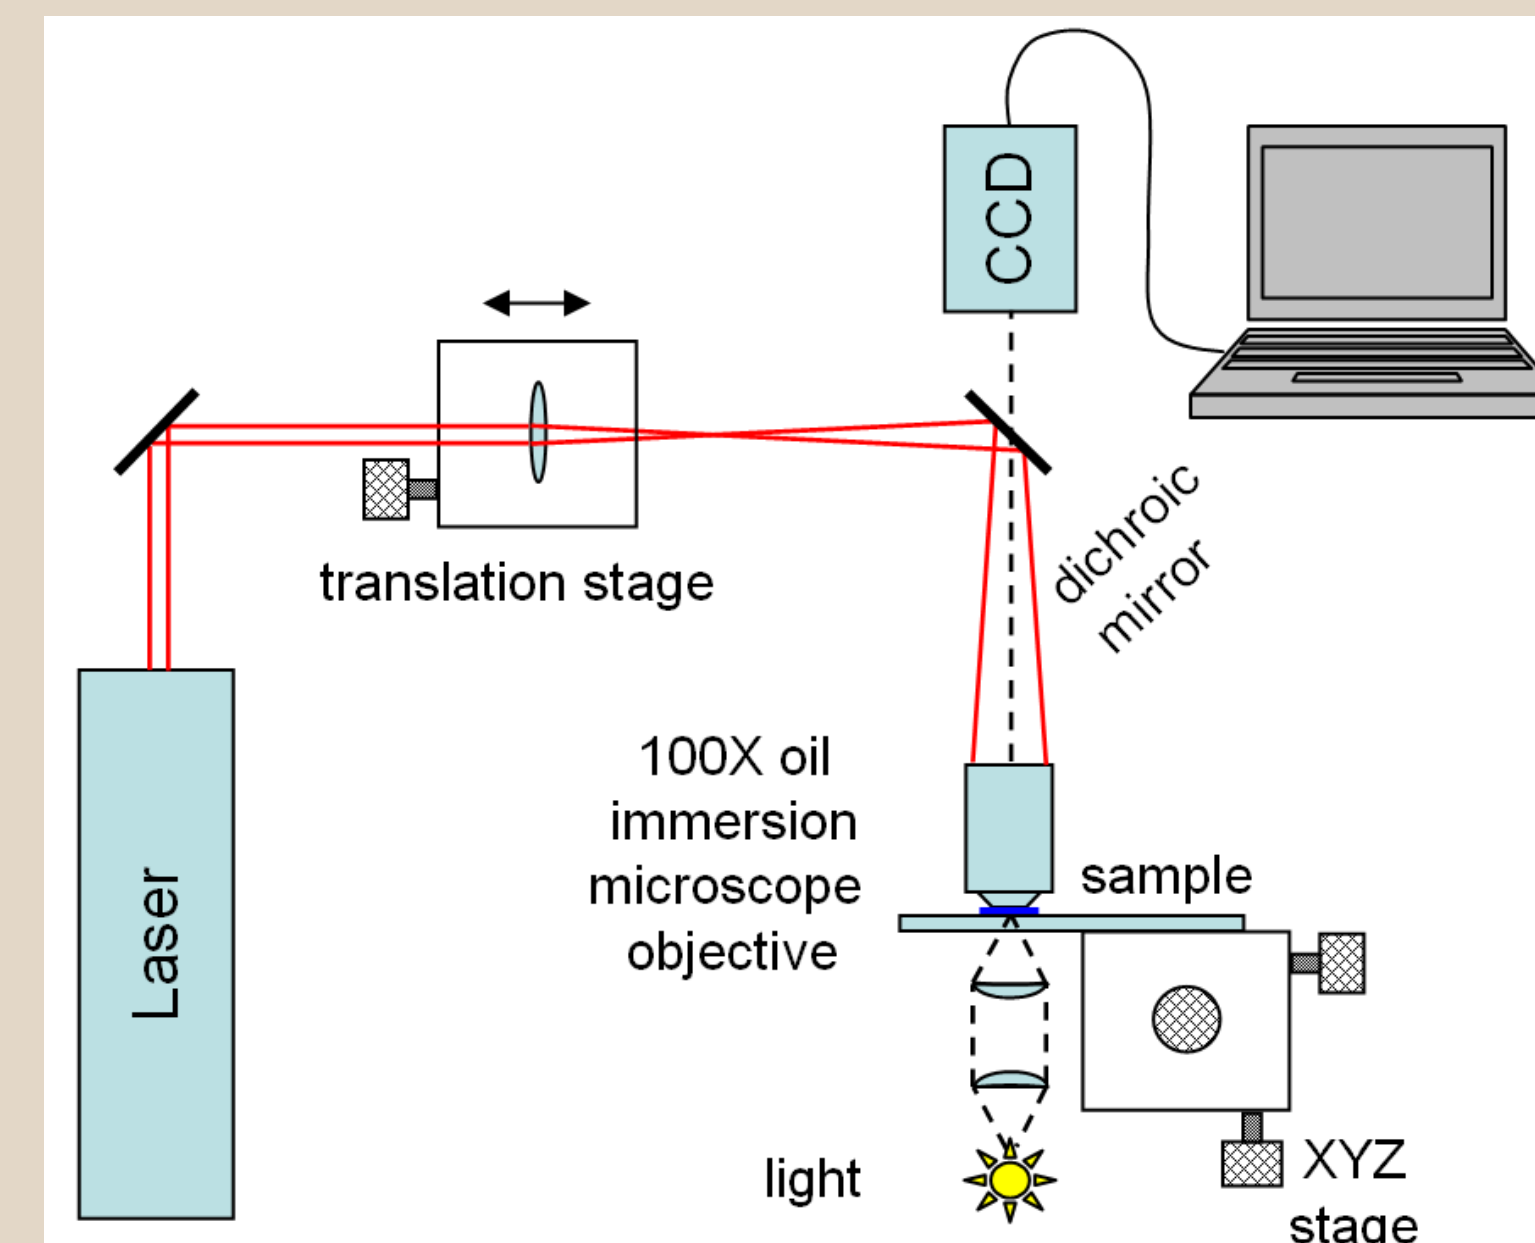 CCD
dichroic
mirror
translation stage
100X oil
immersion
microscope
objective
sample
Laser
light
XYZ
stage